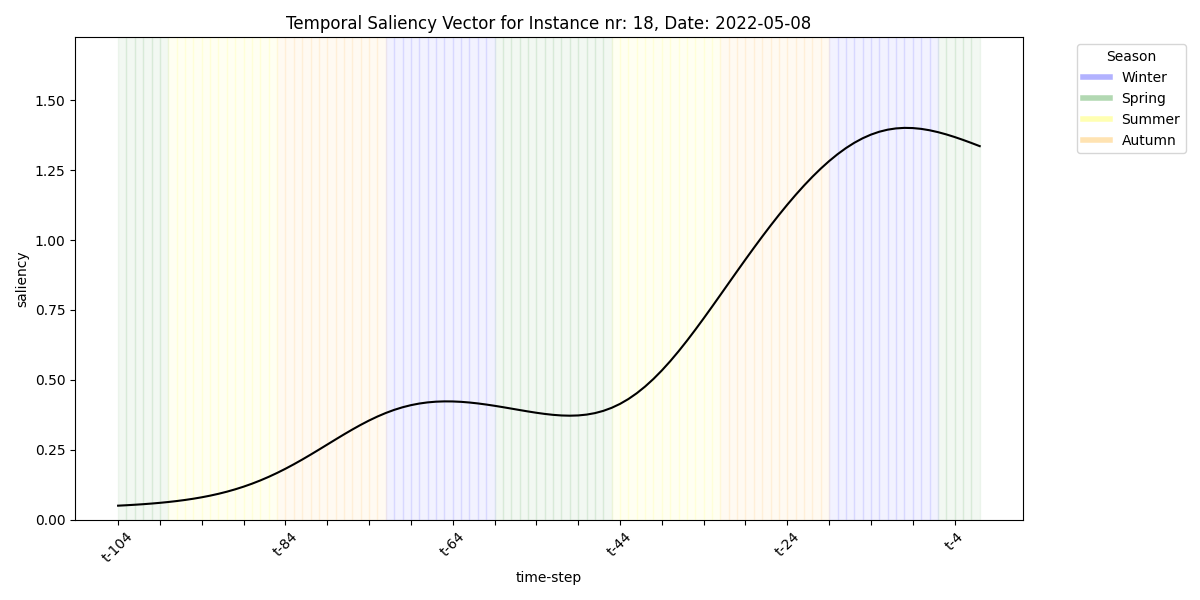 Temporal Saliency Vector for Instance nr: 18, Date: 2022-05-08
Season
Winter
Spring
Summer
Autumn
saliency
1.50
1.25
1.00
0.75
0.50
0.25
0.00
t-104
t-84
t-64
t-44
t-24
t-4
time-step